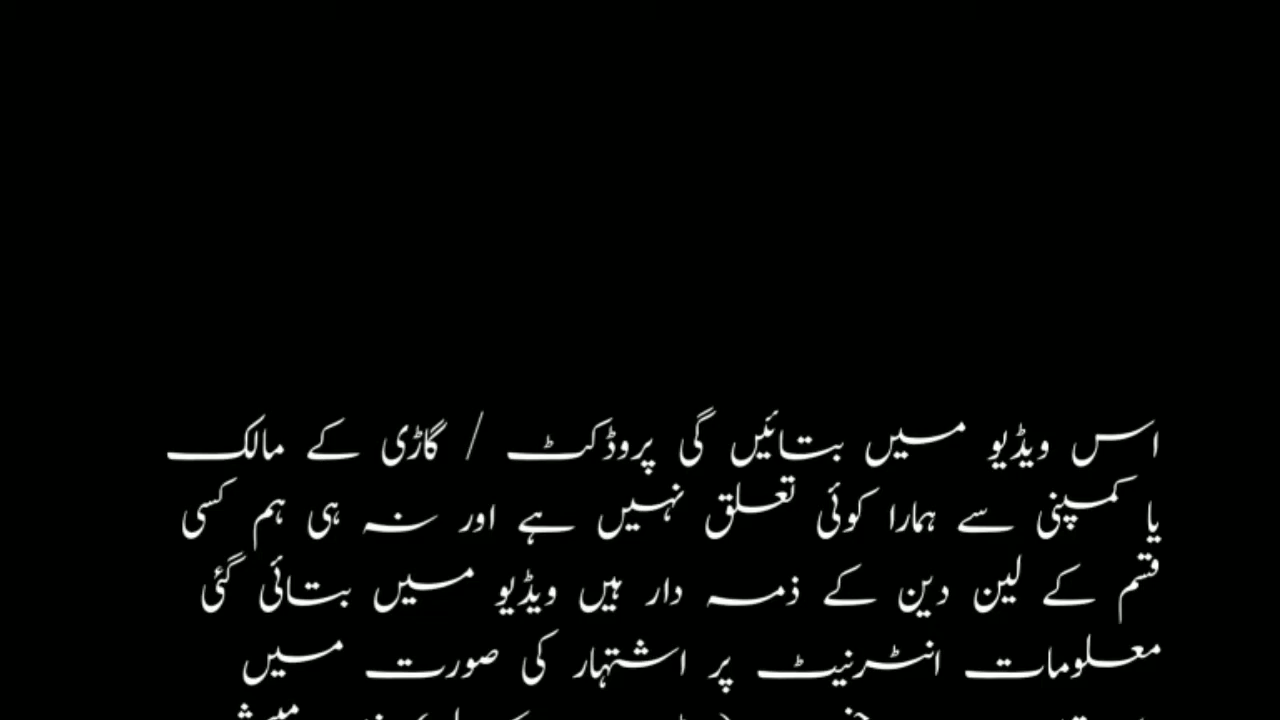 اس ویڈیو میں بتائیں گی پروڈکٹ / گاڑی کے مالک
یا کمپنی سے ہمارا کوئی تعلق نہیں ہے اور نہ ہی ہم کسی
قسم کے لین دین کے ذمہ دار ہیں ویڈیو میں بتائی گئی
معلومات انٹرنیٹ پر اشتہار کی صورت میں